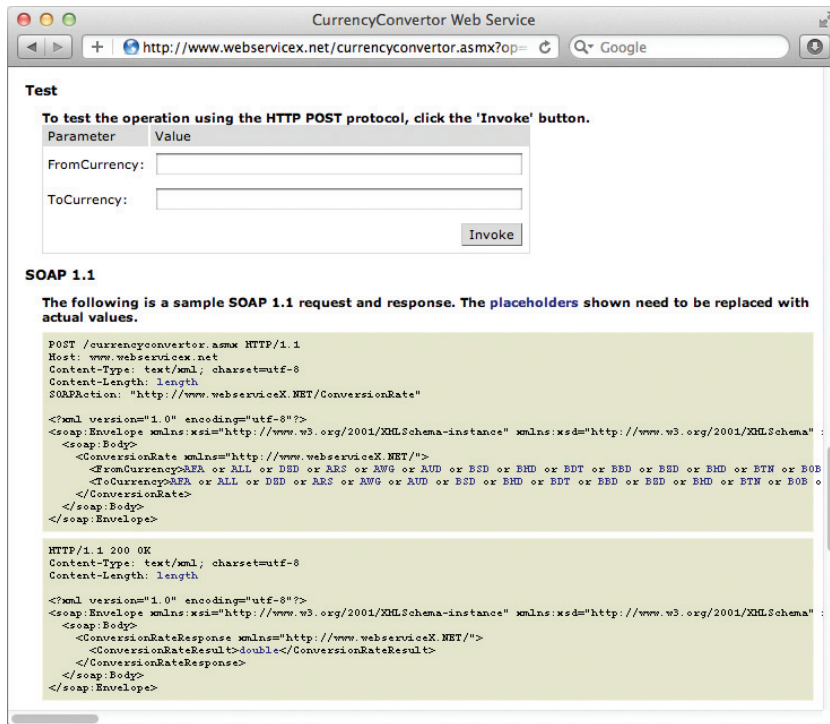 CurrencyConvertor Web Service
http://www.webservicex.net/currencyconvertor.asmx?op=
Google
Test
To test the operation using the HTTP POST protocol, click the 'Invoke' button.
Parameter Value
FromCurrency:
ToCurrency:
Invoke
SOAP 1.1
The following is a sample SOAP 1.1 request and response. The placeholders shown need to be replaced with
actual values.
POST /currencyconvertor.asmx HTTP/1.1
Host: www.webservicex.net
Content-Type: text/xml; charset=utf-8
Content-Length: length
SOAPAction: "http://www.webserviceX.NET/ConversionRate"
<?xml version="1.0" encoding="utf-8"?>
<soap:Envelope xmlns:xsi="http://www.w3.org/2001/XMLSchema-instance" xmlns:xsd="http://www.w3.org/2001/XMLSchema"
<soap:Body>
<ConversionRate xmlns="http://www.webserviceX.NET/">
<FromCurrency>AFA or ALL or DZD or ARS or AWG or AUD or BSD or BHD or BDT or BBD or BZD or BMD or BTN or BOB
<ToCurrency>AFA or ALL or DZD or ARS or AWG or AUD or BSD or BHD or BDT or BBD or BZD or BMD or BTN or BOB o
</ConversionRate>
</soap:Body>
</soap:Envelope>
HTTP/1.1 200 OK
Content-Type: text/xml; charset=utf-8
Content-Length: length
<?xml version="1.0" encoding="utf-8"?>
<soap:Envelope xmlns:xsi="http://www.w3.org/2001/XMLSchema-instance" xmlns:xsd="http://www.w3.org/2001/XMLSchema"
<soap:Body>
<ConversionRateResponse xmlns="http://www.webserviceX.NET/">
<ConversionRateResult>double</ConversionRateResult>
</ConversionRateResponse>
</soap:Body>
</soap:Envelope>